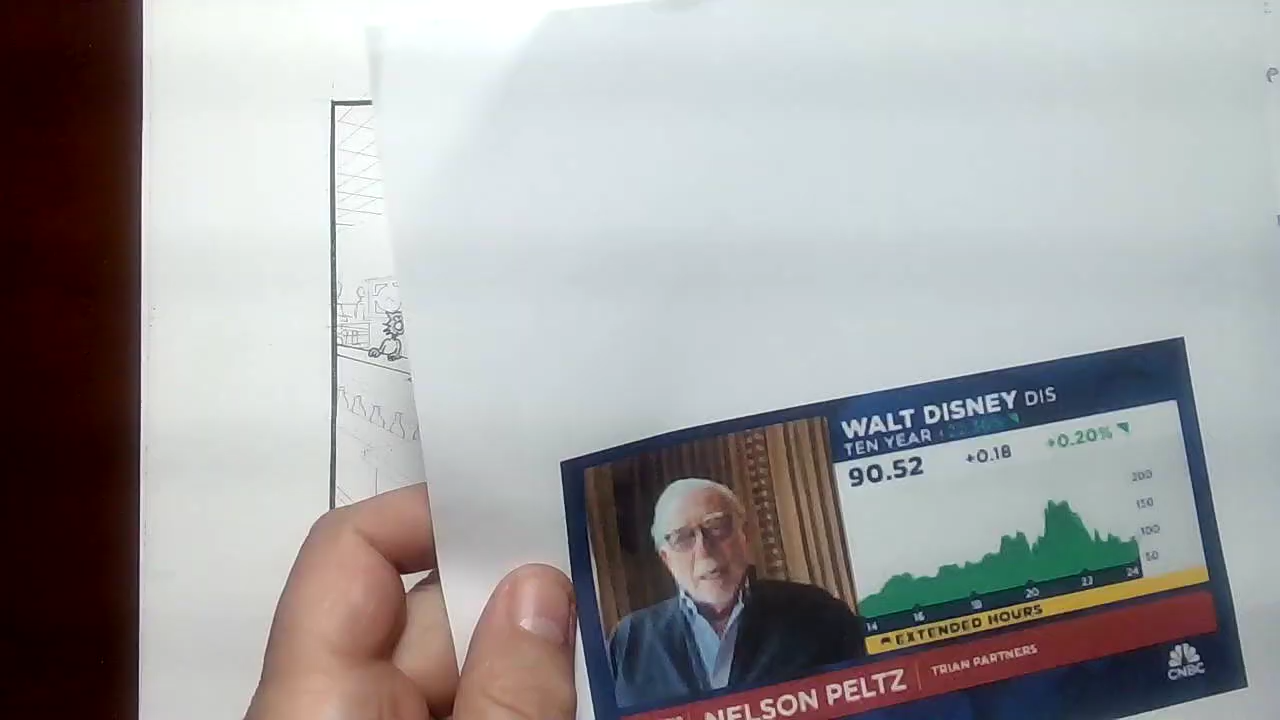 WALT DISNEY DIS
TEN YEAR
90.52 +0.18 +0.20%
200
150
100
50
14 16 18 20 22 24
EXTENDED HOURS
NELSON PELTZ TRIAN PARTNERS
CNBC